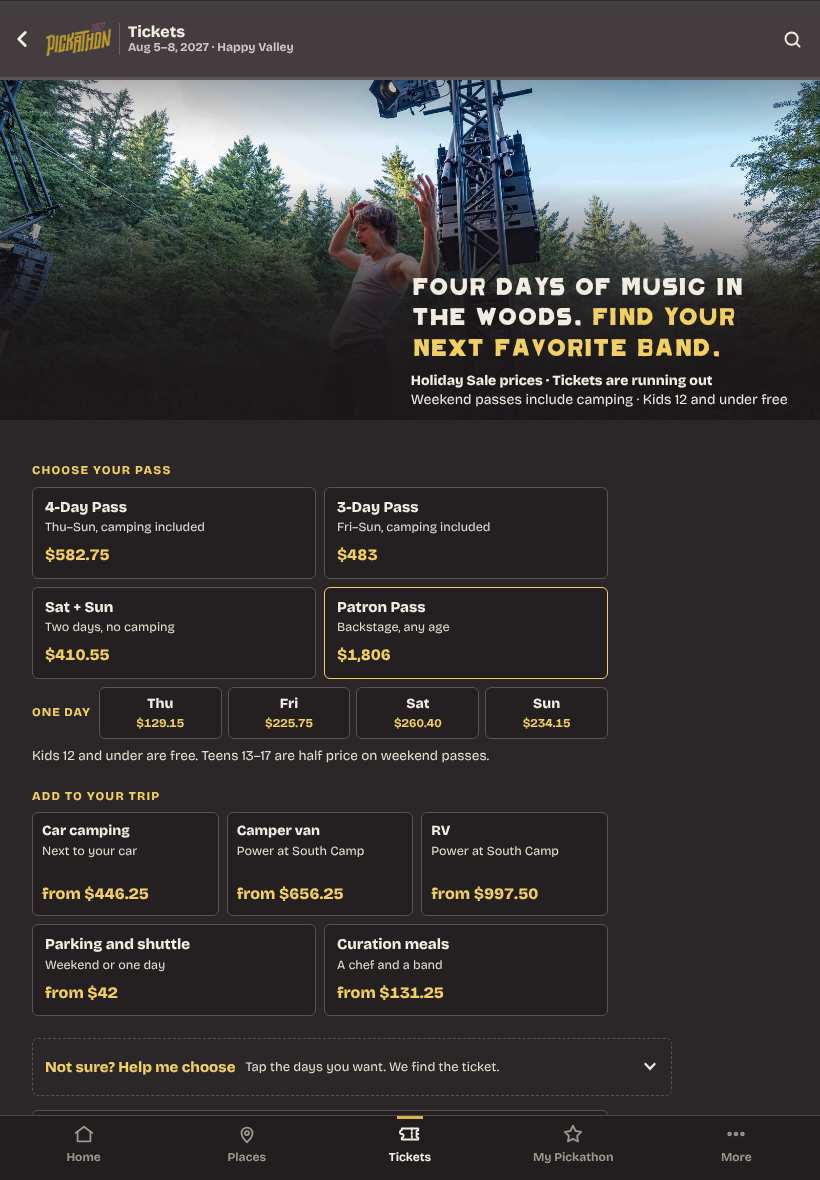 PICKATHON
Tickets
Aug 5–8, 2027 · Happy Valley
FOUR DAYS OF MUSIC IN
THE WOODS. FIND YOUR
NEXT FAVORITE BAND.
Holiday Sale prices · Tickets are running out
Weekend passes include camping · Kids 12 and under free
CHOOSE YOUR PASS
4-Day Pass
Thu–Sun, camping included
$582.75
3-Day Pass
Fri–Sun, camping included
$483
Sat + Sun
Two days, no camping
$410.55
Patron Pass
Backstage, any age
$1,806
ONE DAY
Thu
$129.15
Fri
$225.75
Sat
$260.40
Sun
$234.15
Kids 12 and under are free. Teens 13–17 are half price on weekend passes.
ADD TO YOUR TRIP
Car camping
Next to your car
from $446.25
Camper van
Power at South Camp
from $656.25
RV
Power at South Camp
from $997.50
Parking and shuttle
Weekend or one day
from $42
Curation meals
A chef and a band
from $131.25
Not sure? Help me choose Tap the days you want. We find the ticket.
Home
Places
Tickets
My Pickathon
More